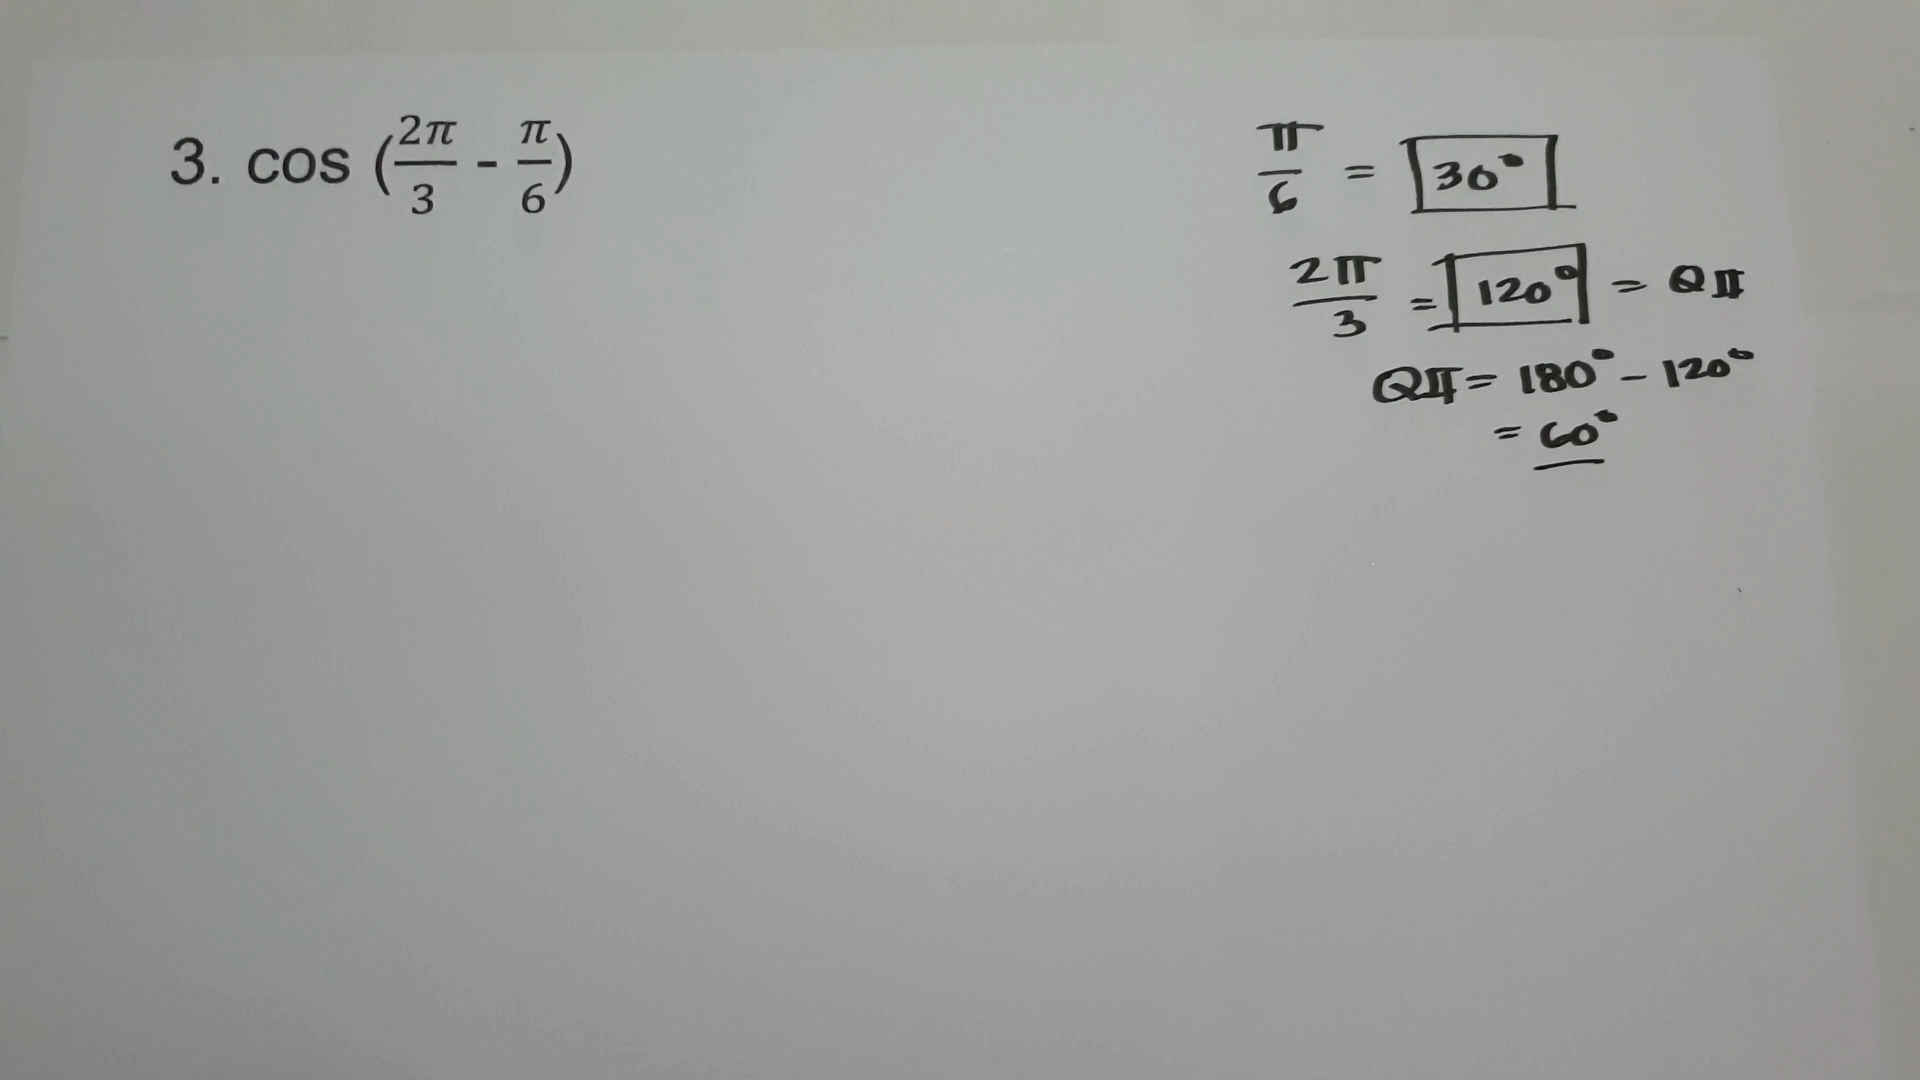 3. cos (2π/3 - π/6)
π/6 = 30°
2π/3 = 120° = QII
QII = 180° - 120°
= 60°